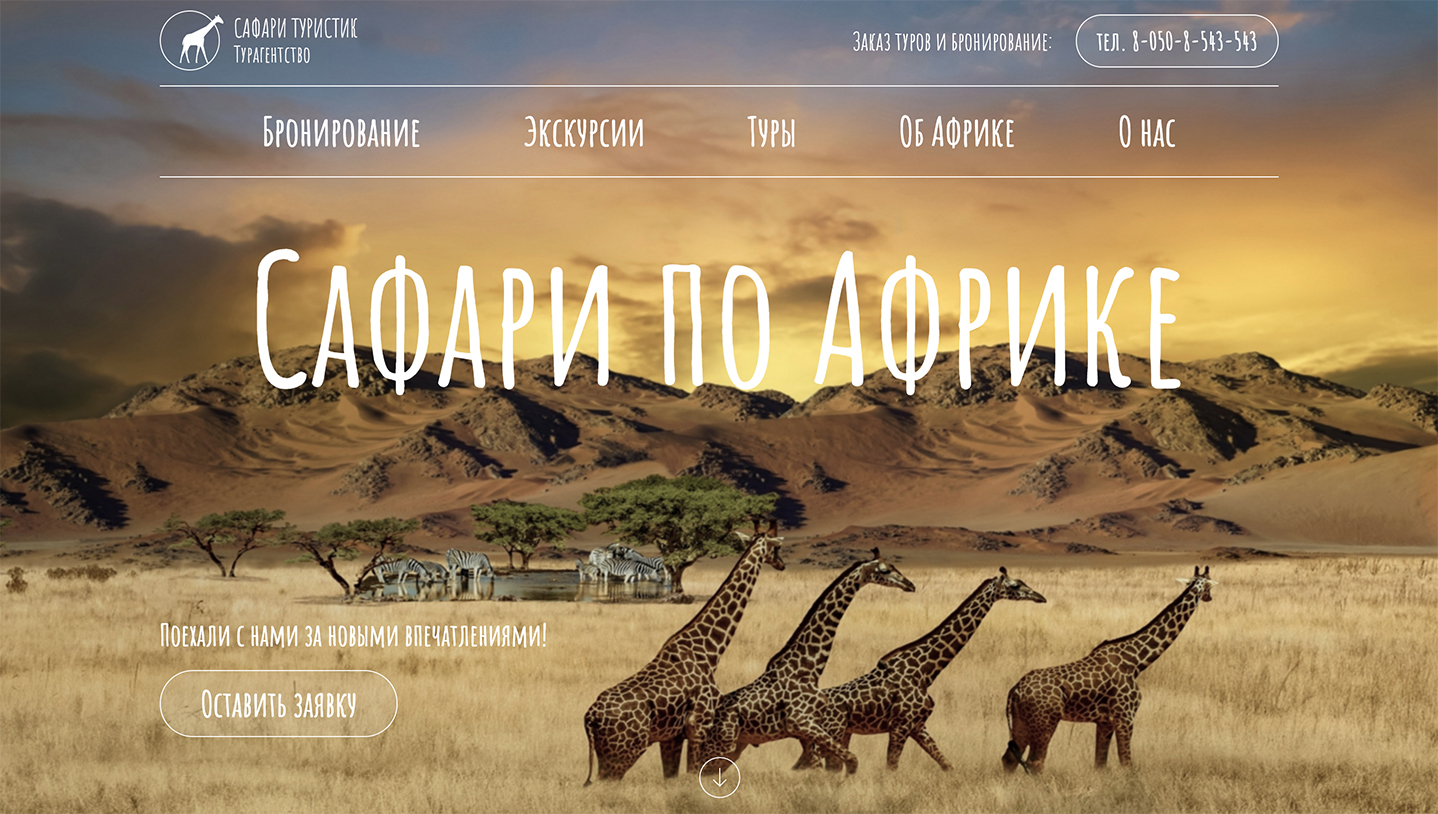 САФАРИ ТУРИСТИК
Турагентство
Заказ туров и бронирование:
тел. 8-050-8-543-543
Бронирование
Экскурсии
Туры
Об Африке
О нас
Сафари по Африке
Поехали с нами за новыми впечатлениями!
Оставить заявку